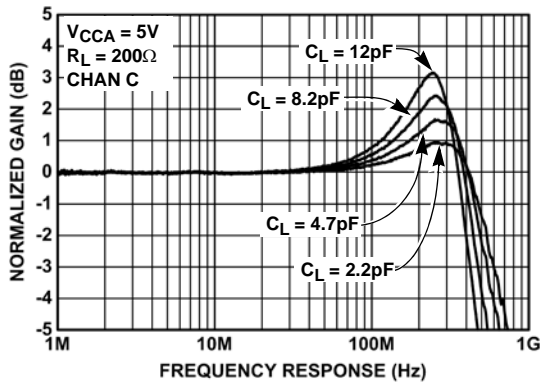 5
4
3
2
1
0
-1
-2
-3
-4
-5
NORMALIZED GAIN (dB)
VCCA = 5V
RL = 200Ω
CHAN C
CL = 12pF
CL = 8.2pF
CL = 4.7pF
CL = 2.2pF
1M
10M
100M
1G
FREQUENCY RESPONSE (Hz)